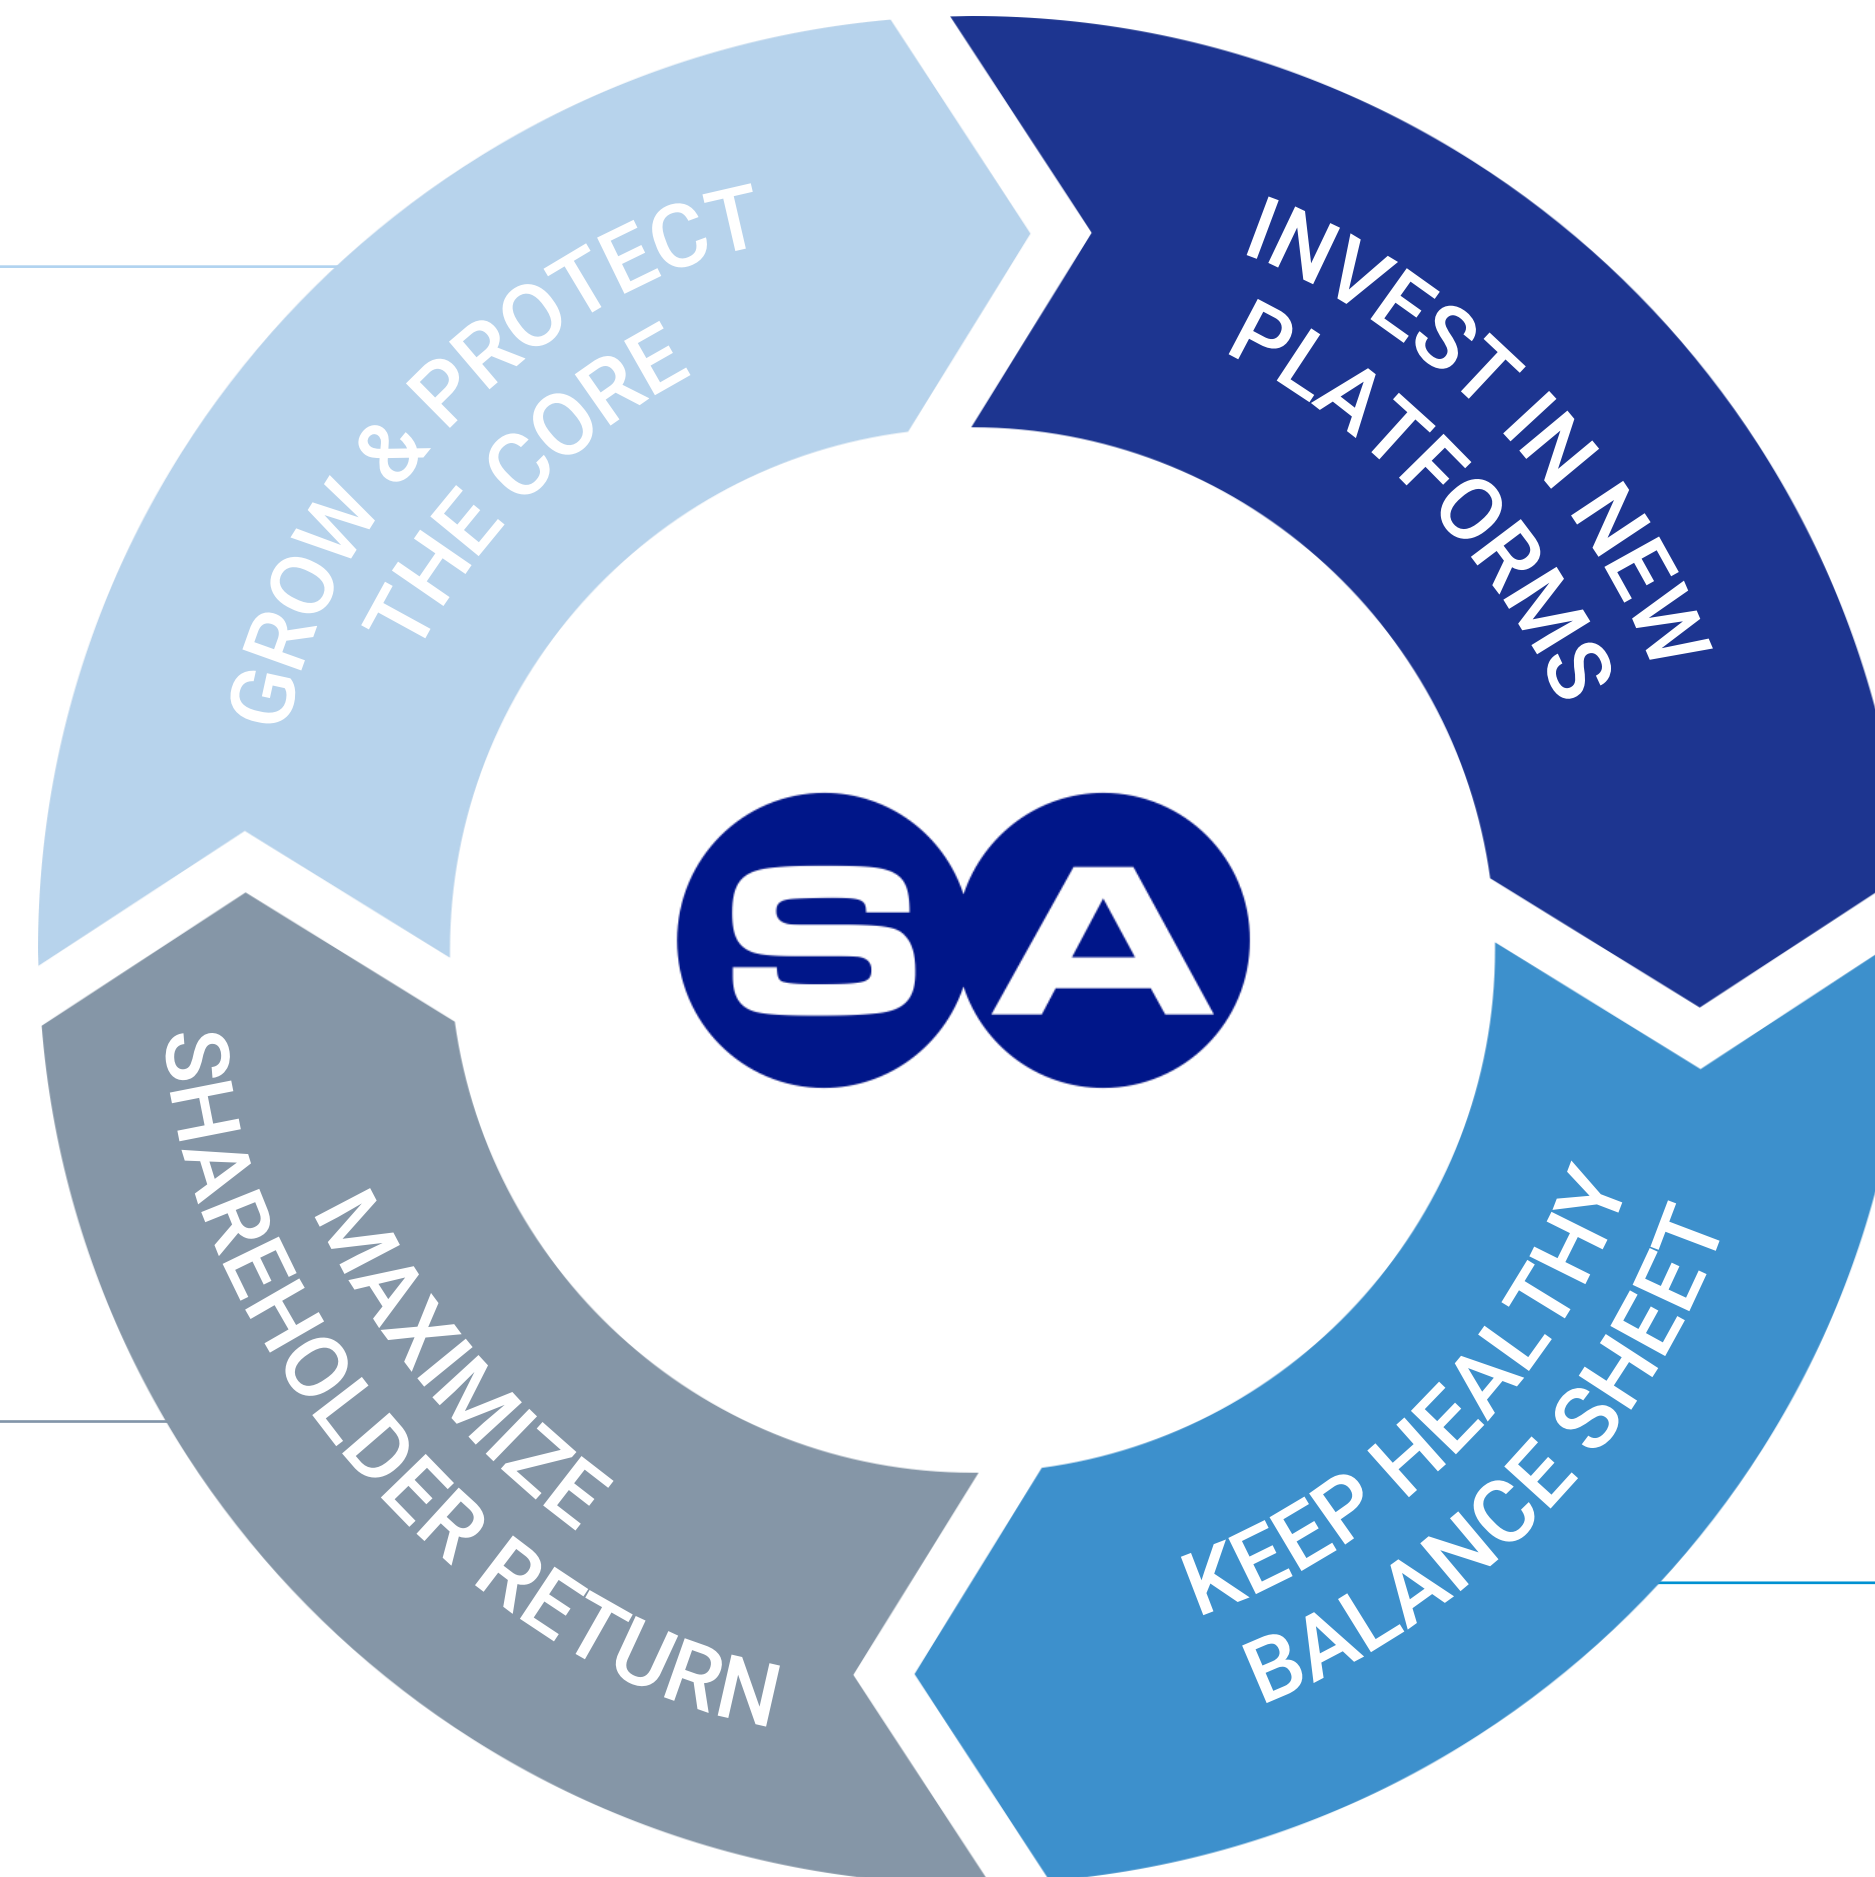 GROW & PROTECT
THE CORE
INVEST IN NEW
PLATFORMS
SA
MAXIMIZE
SHAREHOLDER RETURN
KEEP HEALTHY
BALANCE SHEET